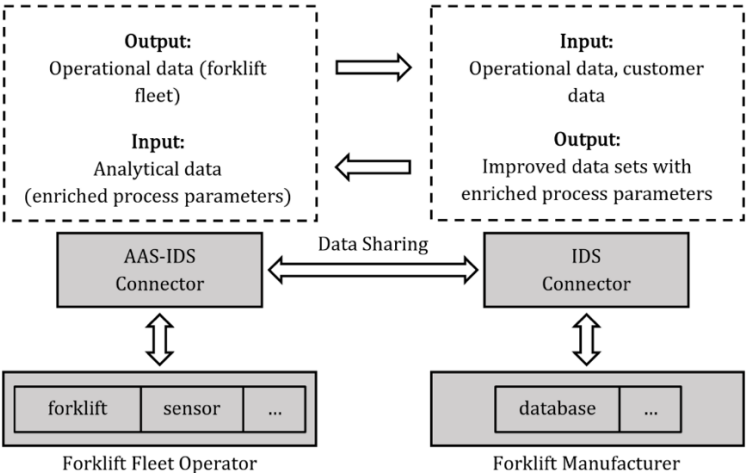 Output:
Operational data (forklift
fleet)
Input:
Analytical data
(enriched process parameters)
Input:
Operational data, customer
data
Output:
Improved data sets with
enriched process parameters
AAS-IDS
Connector
Data Sharing
IDS
Connector
forklift
sensor
...
database
...
Forklift Fleet Operator
Forklift Manufacturer